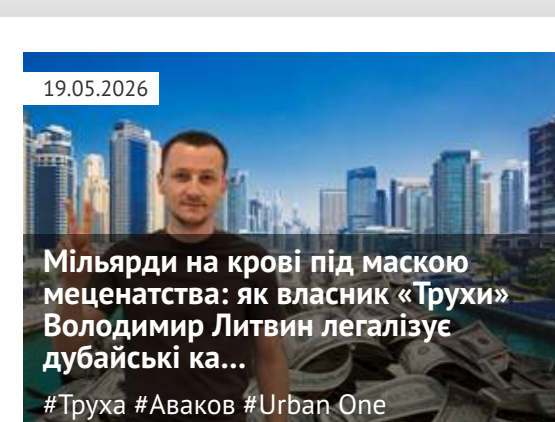 19.05.2026
Мільярди на крові під маскою
меценатства: як власник «Трухи»
Володимир Литвин легалізує
дубайські ка...
#Труха #Аваков #Urban One